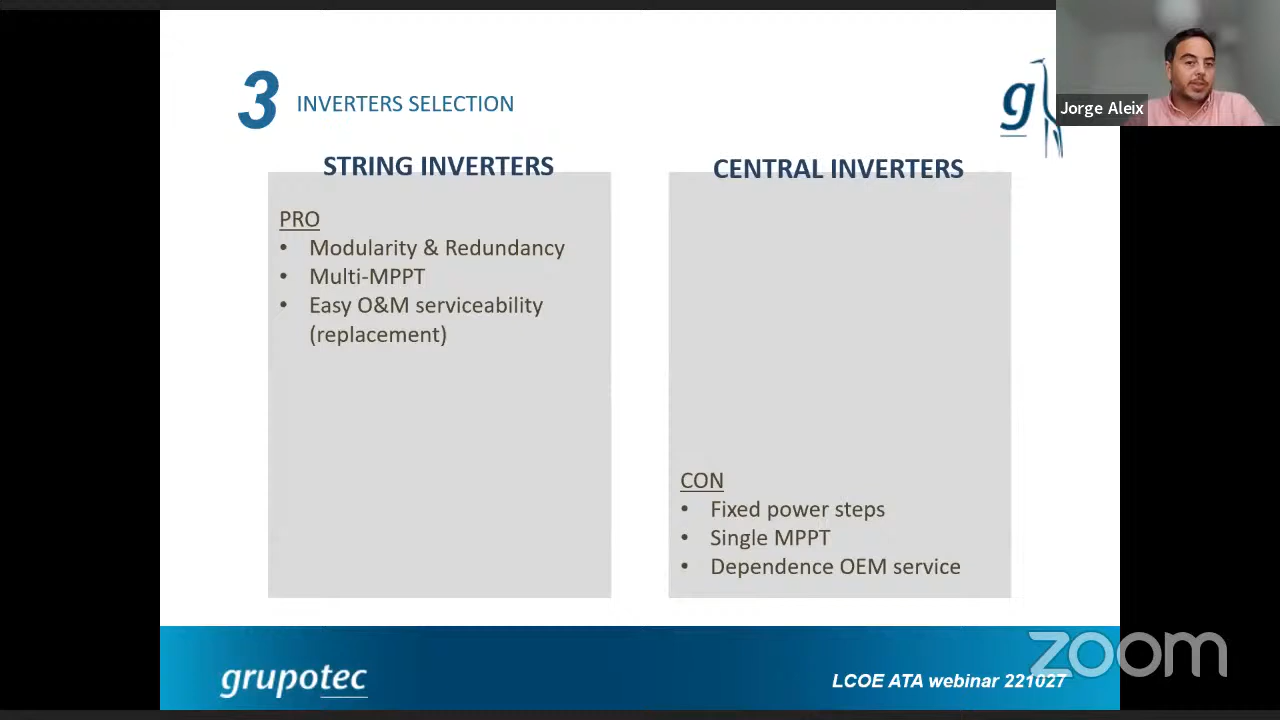 3 INVERTERS SELECTION
g
Jorge Aleix
STRING INVERTERS
PRO
• Modularity & Redundancy
• Multi-MPPT
• Easy O&M serviceability
(replacement)
CENTRAL INVERTERS
CON
• Fixed power steps
• Single MPPT
• Dependence OEM service
grupotec
LCOE ATA webinar 221027
zoom